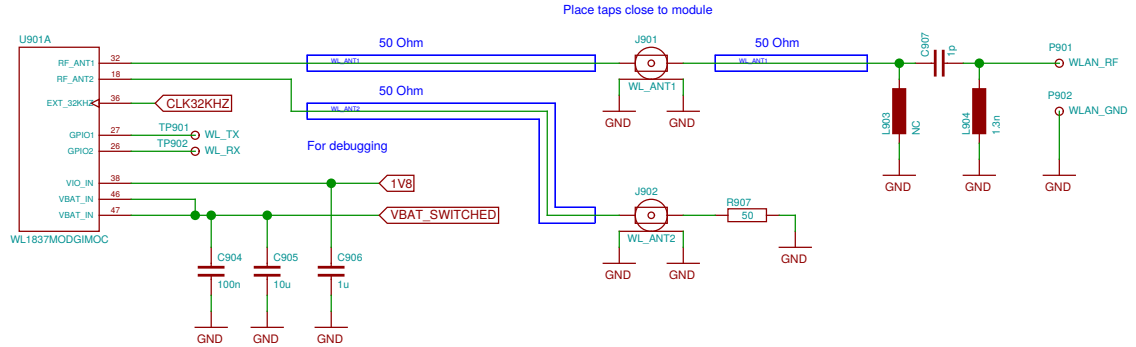 Place taps close to module
U901A
RF_ANT1
32
RF_ANT2
18
EXT_32KHZ
36
CLK32KHZ
GPIO1
27
TP901
WL_TX
GPIO2
26
TP902
WL_RX
For debugging
VIO_IN
38
1V8
VBAT_IN
46
VBAT_IN
47
VBAT_SWITCHED
WL1837MODGIMOC
C904
100n
GND
C905
10u
GND
C906
1u
GND
50 Ohm
WL_ANT1
50 Ohm
WL_ANT2
J901
WL_ANT1
GND
GND
50 Ohm
WL_ANT1
J902
WL_ANT2
GND
GND
R907
50
GND
L903
NC
GND
C907
1p
L904
1.3n
GND
P901
WLAN_RF
P902
WLAN_GND
GND